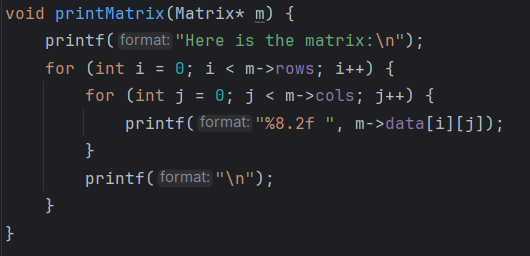 void printMatrix(Matrix* m) {
    printf(format:"Here is the matrix:\n");
    for (int i = 0; i < m->rows; i++) {
        for (int j = 0; j < m->cols; j++) {
            printf(format:"%8.2f ", m->data[i][j]);
        }
        printf(format:"\n");
    }
}